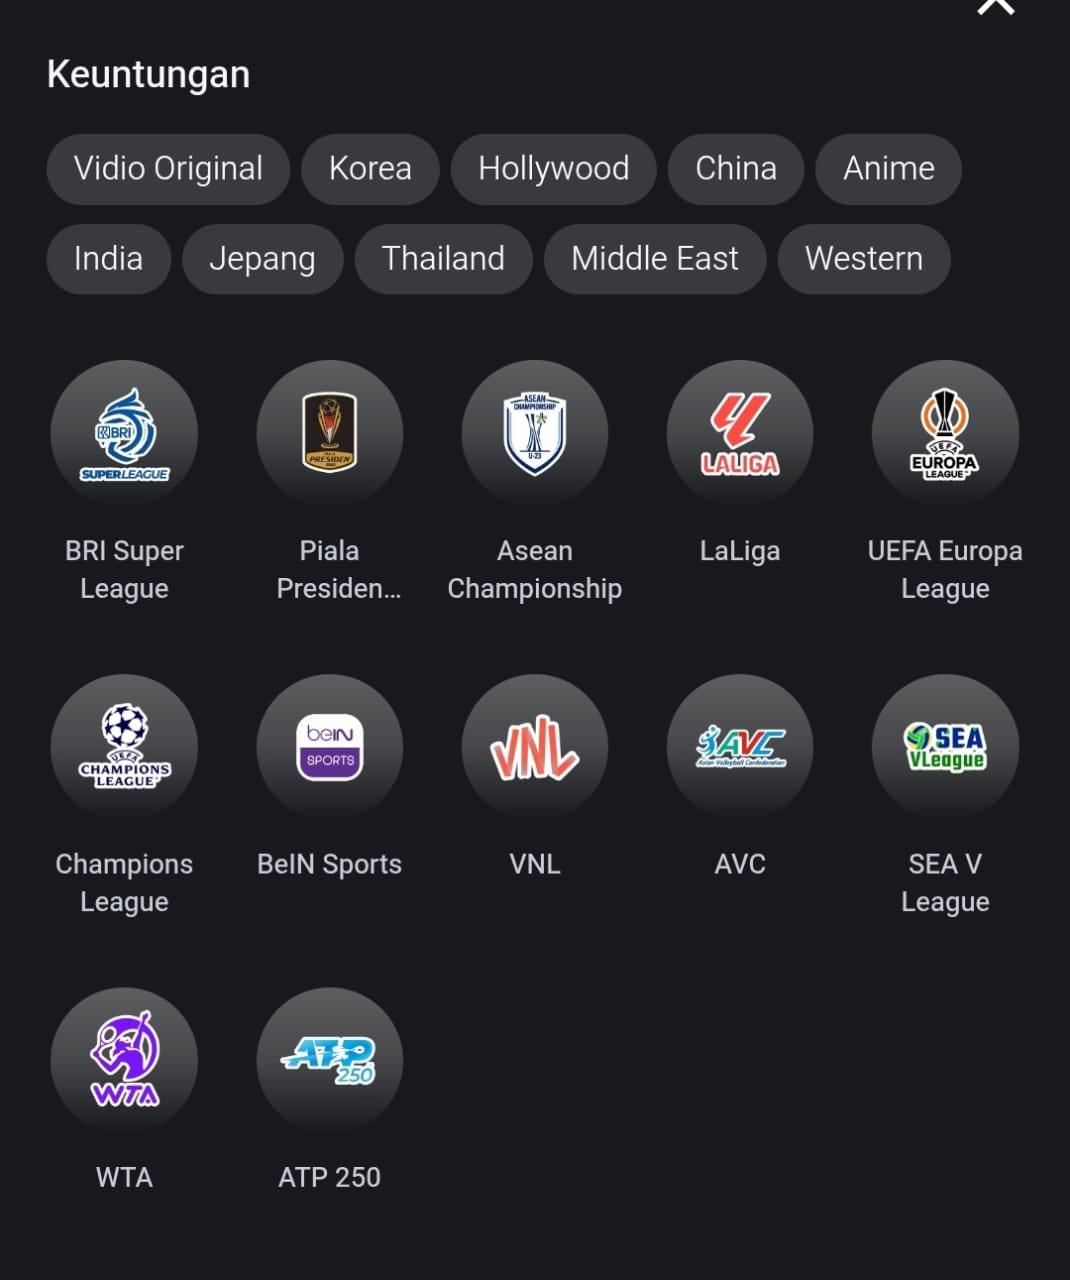 Keuntungan
Vidio Original Korea Hollywood China Anime
India Jepang Thailand Middle East Western
BRI
SUPER LEAGUE
PIALA
PRESIDEN
ASEAN
CHAMPIONSHIP
U-23
LALIGA
UEFA
EUROPA
LEAGUE
BRI Super
League
Piala
Presiden...
Asean
Championship
LaLiga
UEFA Europa
League
UEFA
CHAMPIONS
LEAGUE
beIN
SPORTS
VNL
AVC
Asian Volleyball Confederation
SEA
VLeague
Champions
League
BeIN Sports
VNL
AVC
SEA V
League
WTA
ATP
250
WTA
ATP 250